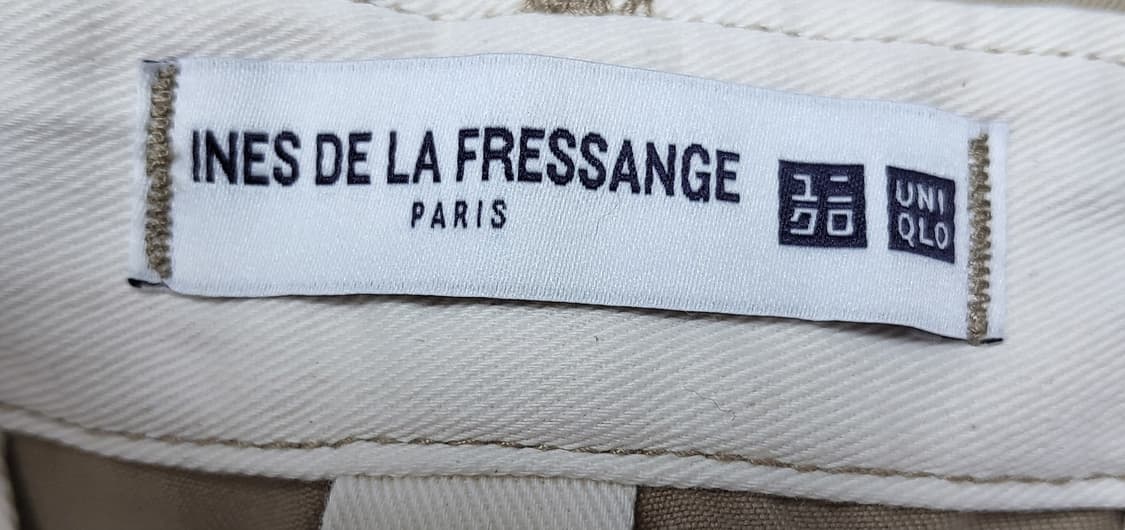 INES DE LA FRESSANGE
PARIS
ユニ
クロ
UNI
QLO